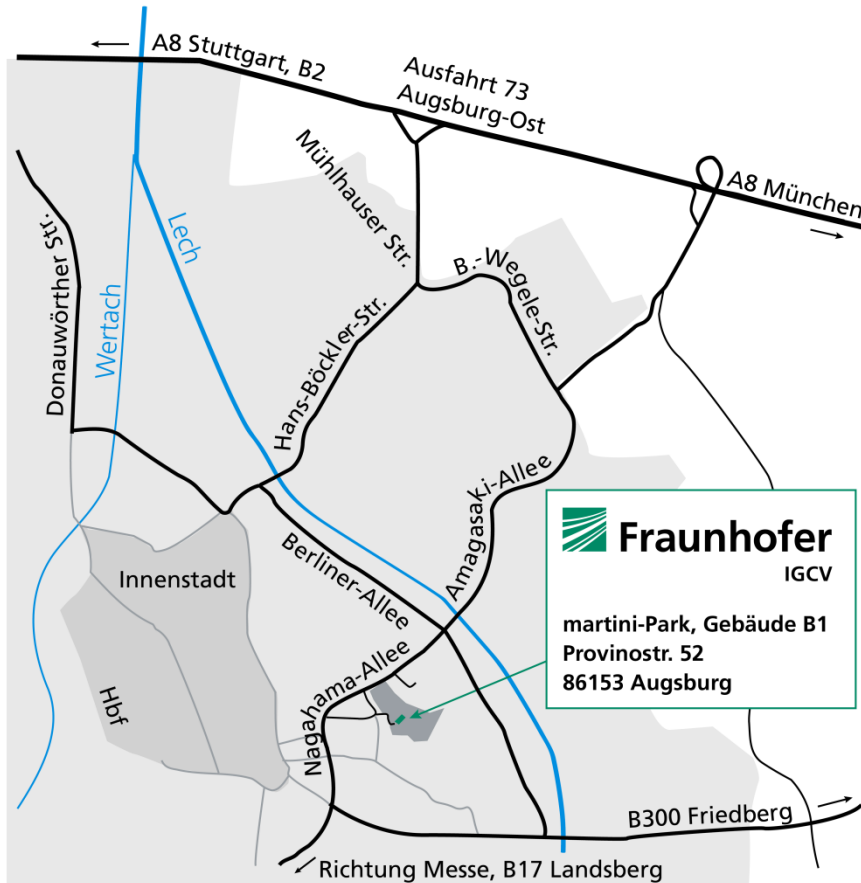 A8 Stuttgart, B2
Ausfahrt 73
Augsburg-Ost
A8 München
Mühlhauser Str.
B.-Wegele-Str.
Donauwörther Str.
Wertach
Lech
Hans-Böckler-Str.
Amagasaki-Allee
Berliner-Allee
Innenstadt
Hbf
Nagahama-Allee
Fraunhofer
IGCV
martini-Park, Gebäude B1
Provinostr. 52
86153 Augsburg
B300 Friedberg
Richtung Messe, B17 Landsberg